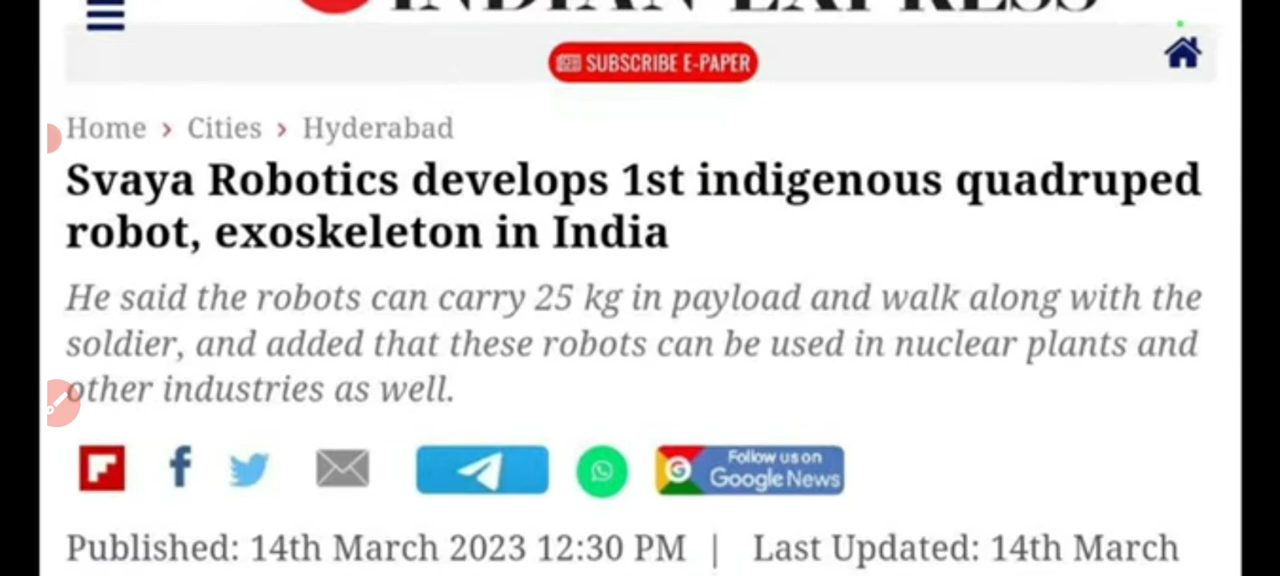 INDIAN EXPRESS
SUBSCRIBE E-PAPER
Home › Cities › Hyderabad
Svaya Robotics develops 1st indigenous quadruped
robot, exoskeleton in India
He said the robots can carry 25 kg in payload and walk along with the
soldier, and added that these robots can be used in nuclear plants and
other industries as well.
Follow us on
Google News
Published: 14th March 2023 12:30 PM | Last Updated: 14th March